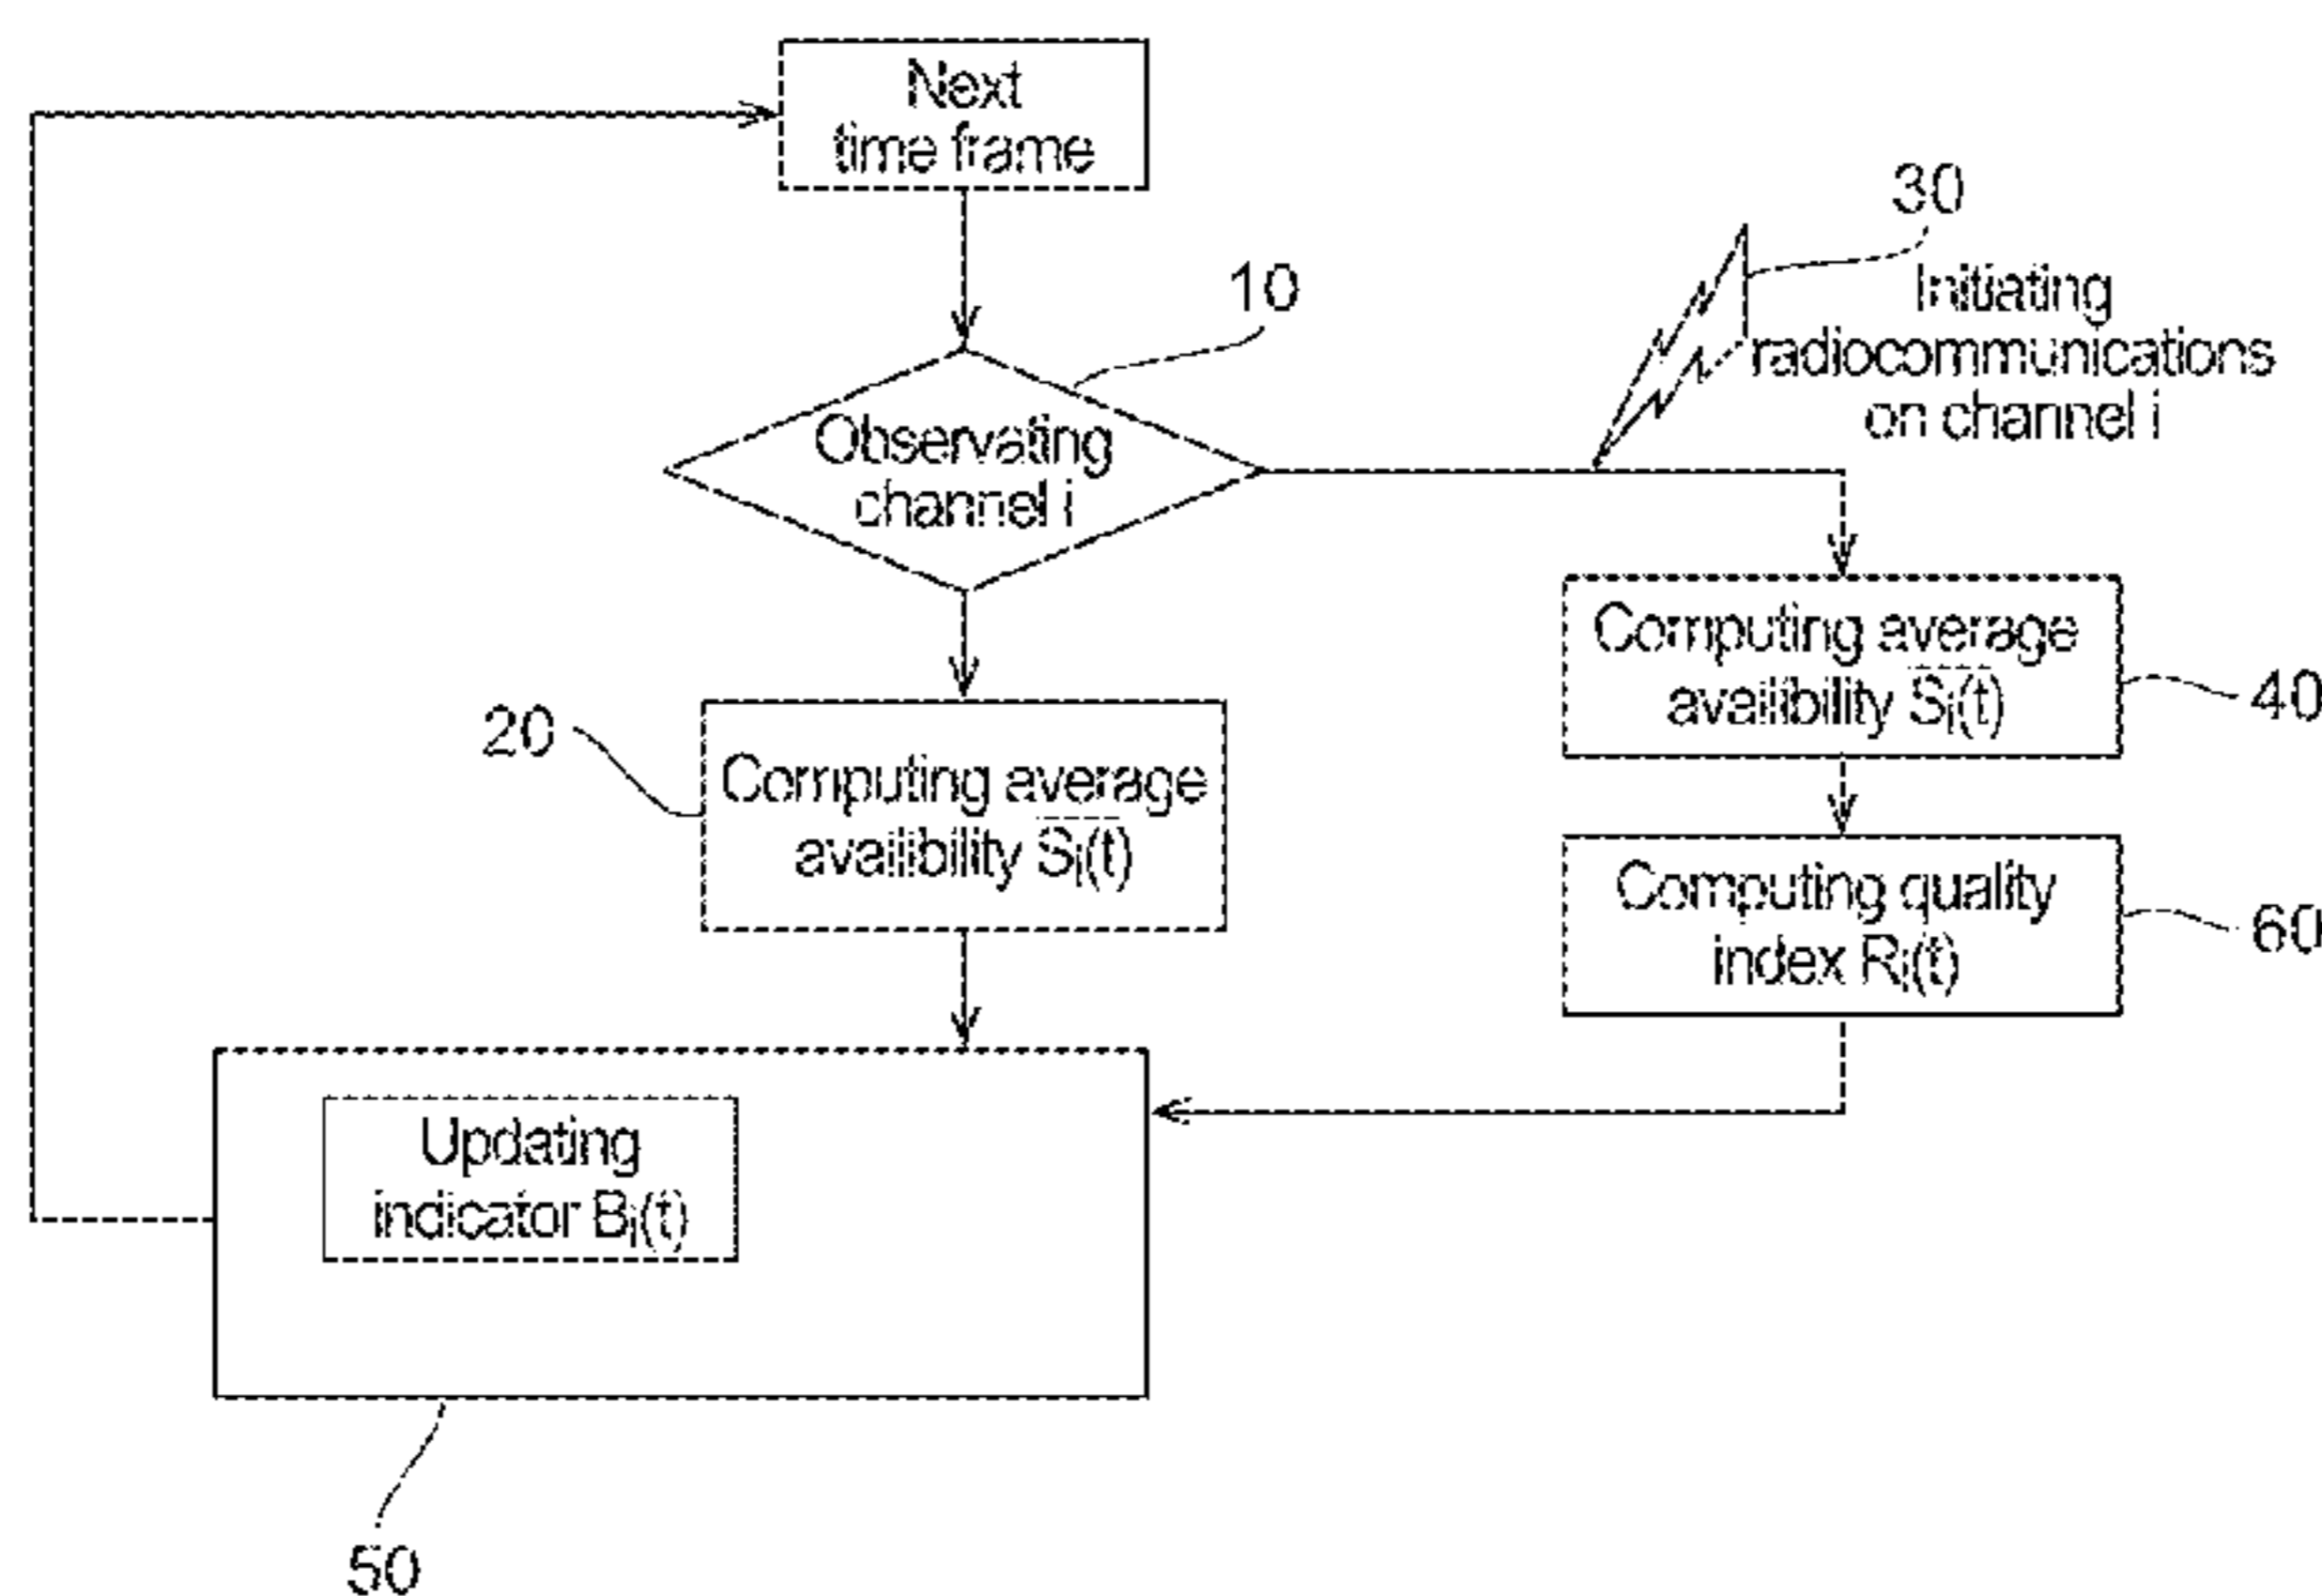 Next
time frame
30
10
Initiating
radiocommunications
on channel i
Observating
channel i
Computing average
availibility S̅i(t)
40
20
Computing average
availibility S̅i(t)
Computing quality
index Ri(t)
60
Updating
indicator Bi(t)
50